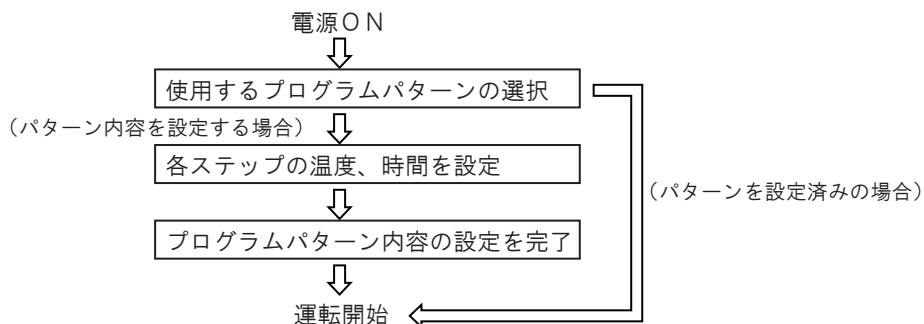 電源ON
使用するプログラムパターンの選択
（パターン内容を設定する場合）
各ステップの温度、時間を設定
（パターンを設定済みの場合）
プログラムパターン内容の設定を完了
運転開始